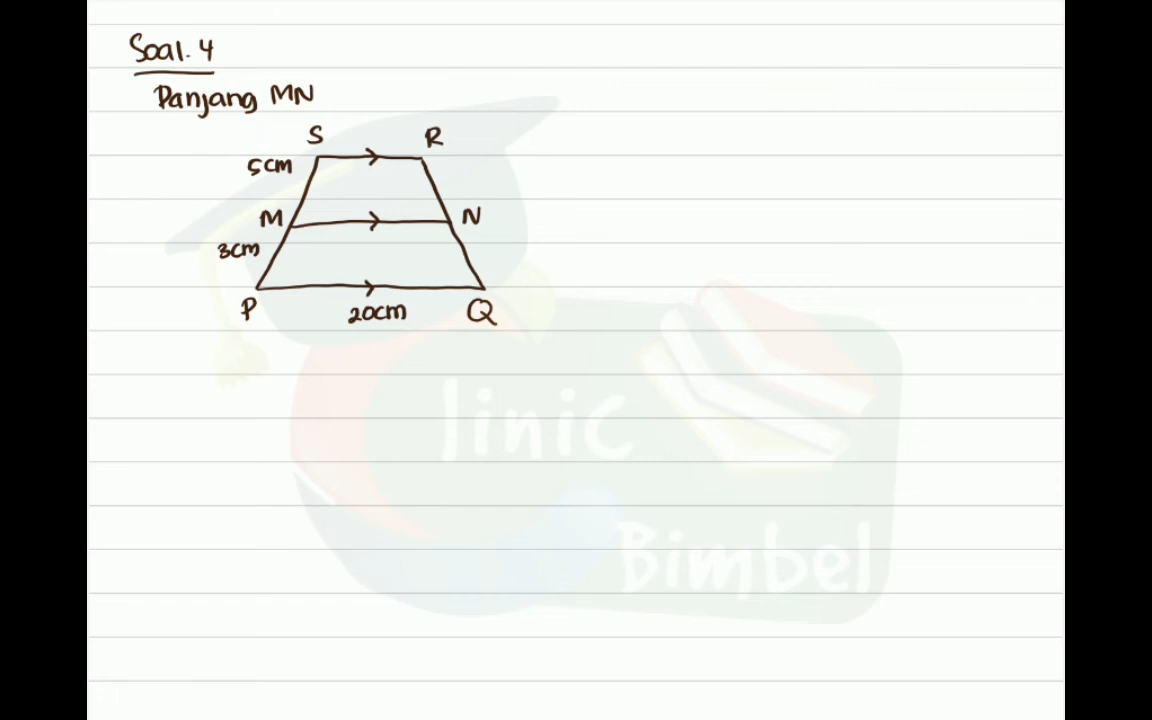 Soal. 4
Panjang MN
S R
5cm
M N
3cm
P 20cm Q
linic
Bimbel